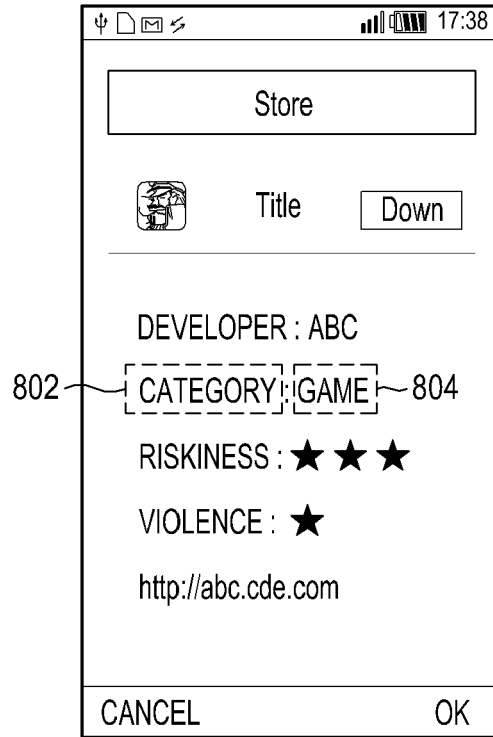 17:38
Store
Title Down
DEVELOPER : ABC
802 CATEGORY : GAME 804
RISKINESS : ★ ★ ★
VIOLENCE : ★
http://abc.cde.com
CANCEL OK